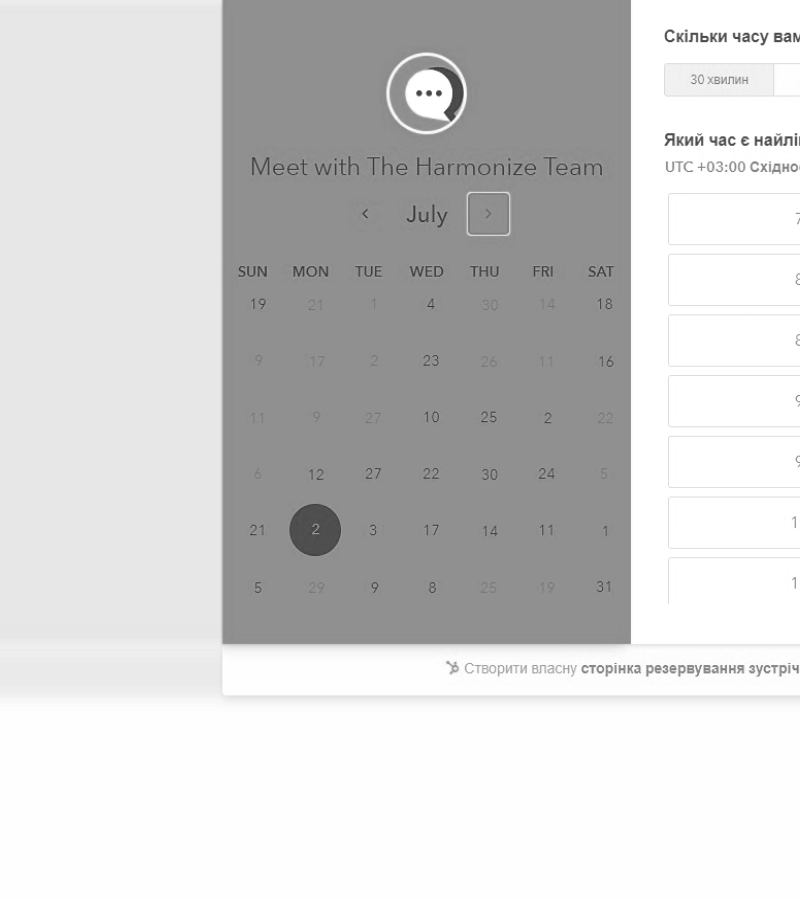 Скільки часу вам
30 хвилин
Meet with The Harmonize Team
Який час є найлі
UTC +03:00 Східно
July
SUN MON TUE WED THU FRI SAT
19 21 1 4 30 14 18
9 17 2 23 26 11 16
11 9 27 10 25 2 22
6 12 27 22 30 24 5
21 2 3 17 14 11 1
5 29 9 8 25 19 31
7
8
8
9
9
1
1
Створити власну сторінка резервування зустріч